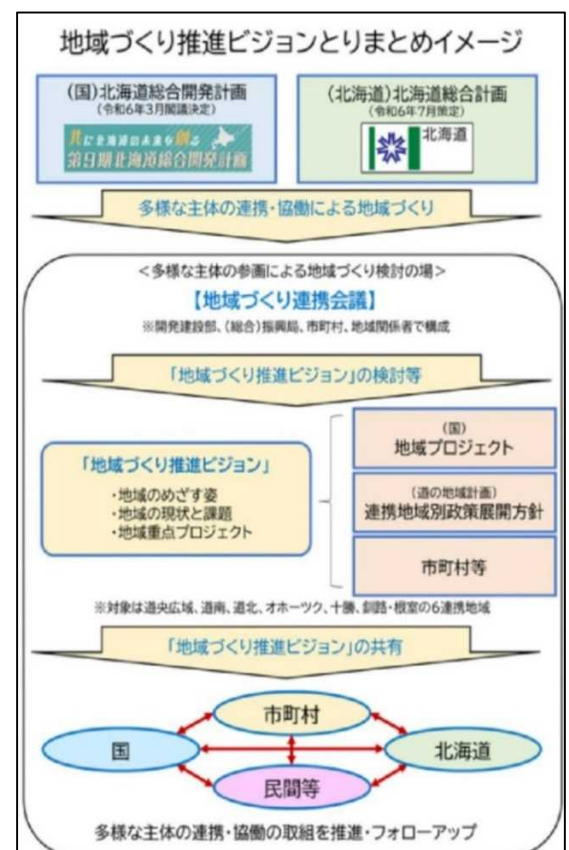 地域づくり推進ビジョンとりまとめイメージ
(国)北海道総合開発計画
(令和6年3月閣議決定)
共に北海道の未来を創る
第9期北海道総合開発計画
(北海道)北海道総合計画
(令和6年7月策定)
北海道
多様な主体の連携・協働による地域づくり
<多様な主体の参画による地域づくり検討の場>
【地域づくり連携会議】
※開発建設部、(総合)振興局、市町村、地域関係者で構成
「地域づくり推進ビジョン」の検討等
「地域づくり推進ビジョン」
・地域のめざす姿
・地域の現状と課題
・地域重点プロジェクト
(国)
地域プロジェクト
(道の地域計画)
連携地域別政策展開方針
市町村等
※対象は道央広域、道南、道北、オホーツク、十勝、釧路・根室の6連携地域
「地域づくり推進ビジョン」の共有
市町村
国
北海道
民間等
多様な主体の連携・協働の取組を推進・フォローアップ